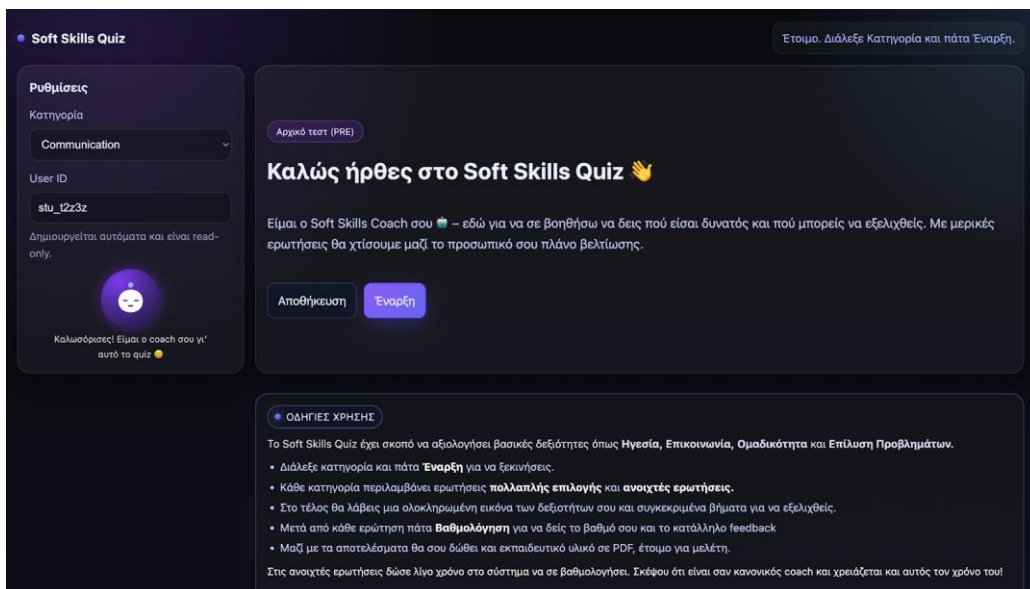 Soft Skills Quiz
Έτοιμο. Διάλεξε Κατηγορία και πάτα Έναρξη.
Ρυθμίσεις
Κατηγορία
Communication
User ID
stu_t2z3z
Δημιουργείται αυτόματα και είναι read-
only.
Καλωσόρισες! Είμαι ο coach σου γι'
αυτό το quiz 😊
Αρχικό τεστ (PRE)
Καλώς ήρθες στο Soft Skills Quiz 👋
Είμαι ο Soft Skills Coach σου 🤖 – εδώ για να σε βοηθήσω να δεις πού είσαι δυνατός και πού μπορείς να εξελιχθείς. Με μερικές
ερωτήσεις θα χτίσουμε μαζί το προσωπικό σου πλάνο βελτίωσης.
Αποθήκευση
Έναρξη
ΟΔΗΓΙΕΣ ΧΡΗΣΗΣ
Το Soft Skills Quiz έχει σκοπό να αξιολογήσει βασικές δεξιότητες όπως Ηγεσία, Επικοινωνία, Ομαδικότητα και Επίλυση Προβλημάτων.
• Διάλεξε κατηγορία και πάτα Έναρξη για να ξεκινήσεις.
• Κάθε κατηγορία περιλαμβάνει ερωτήσεις πολλαπλής επιλογής και ανοιχτές ερωτήσεις.
• Στο τέλος θα λάβεις μια ολοκληρωμένη εικόνα των δεξιοτήτων σου και συγκεκριμένα βήματα για να εξελιχθείς.
• Μετά από κάθε ερώτηση πάτα Βαθμολόγηση για να δείς το βαθμό σου και το κατάλληλο feedback
• Μαζί με τα αποτελέσματα θα σου δώθει και εκπαιδευτικό υλικό σε PDF, έτοιμο για μελέτη.
Στις ανοιχτές ερωτήσεις δώσε λίγο χρόνο στο σύστημα να σε βαθμολογήσει. Σκέψου ότι είναι σαν κανονικός coach και χρειάζεται και αυτός τον χρόνο του!